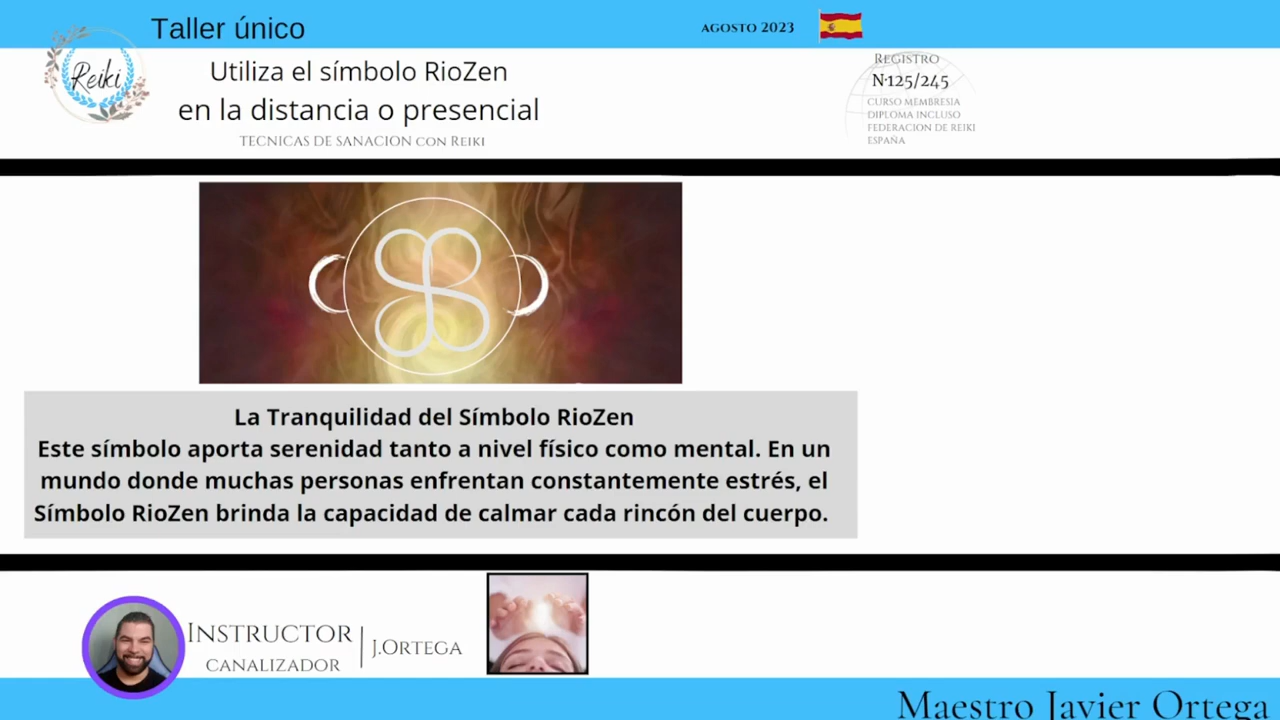 Taller único
AGOSTO 2023
Reiki
Utiliza el símbolo RioZen
en la distancia o presencial
TECNICAS DE SANACION con Reiki
Registro
N·125/245
CURSO MEMBRESIA
DIPLOMA INCLUSO
FEDERACION DE REIKI
ESPAÑA
La Tranquilidad del Símbolo RioZen
Este símbolo aporta serenidad tanto a nivel físico como mental. En un
mundo donde muchas personas enfrentan constantemente estrés, el
Símbolo RioZen brinda la capacidad de calmar cada rincón del cuerpo.
Instructor
canalizador
J.Ortega
Maestro Javier Ortega